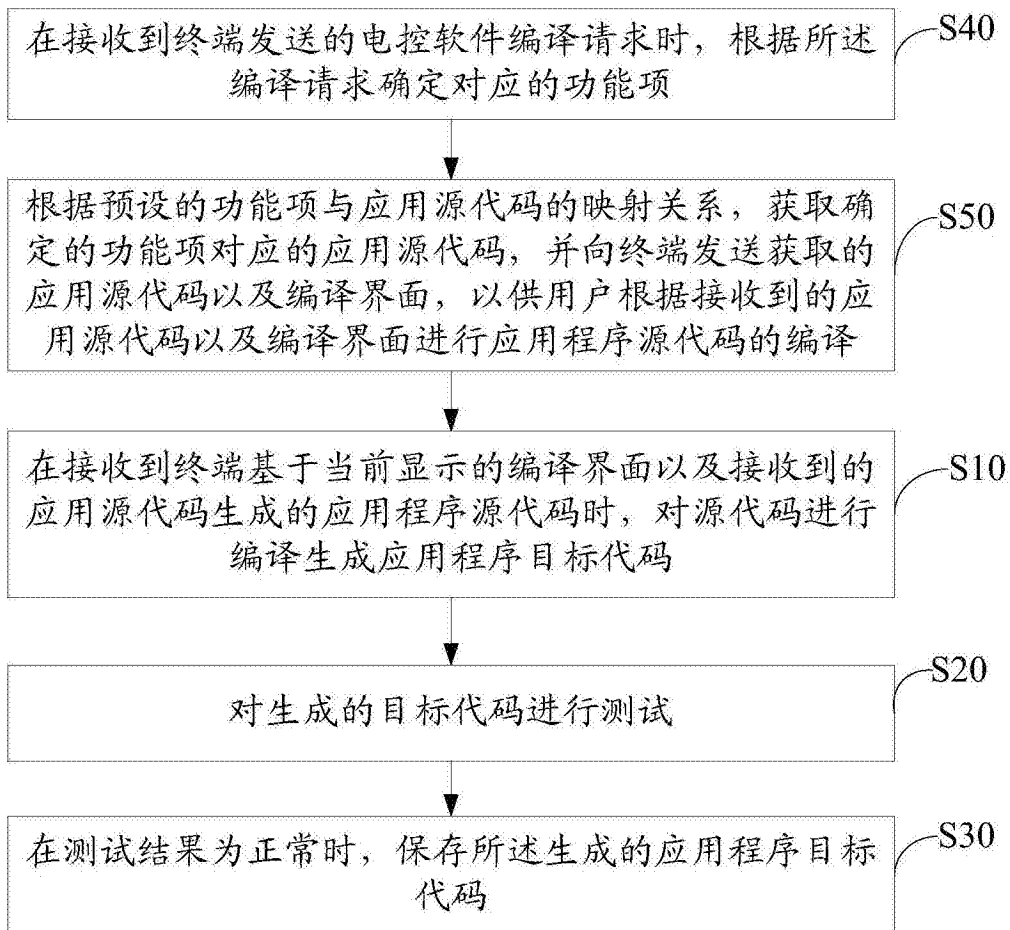 在接收到终端发送的电控软件编译请求时，根据所述
编译请求确定对应的功能项
S40
根据预设的功能项与应用源代码的映射关系，获取确
定的功能项对应的应用源代码，并向终端发送获取的
应用源代码以及编译界面，以供用户根据接收到的应
用源代码以及编译界面进行应用程序源代码的编译
S50
在接收到终端基于当前显示的编译界面以及接收到的
应用源代码生成的应用程序源代码时，对源代码进行
编译生成应用程序目标代码
S10
对生成的目标代码进行测试
S20
在测试结果为正常时，保存所述生成的应用程序目标
代码
S30